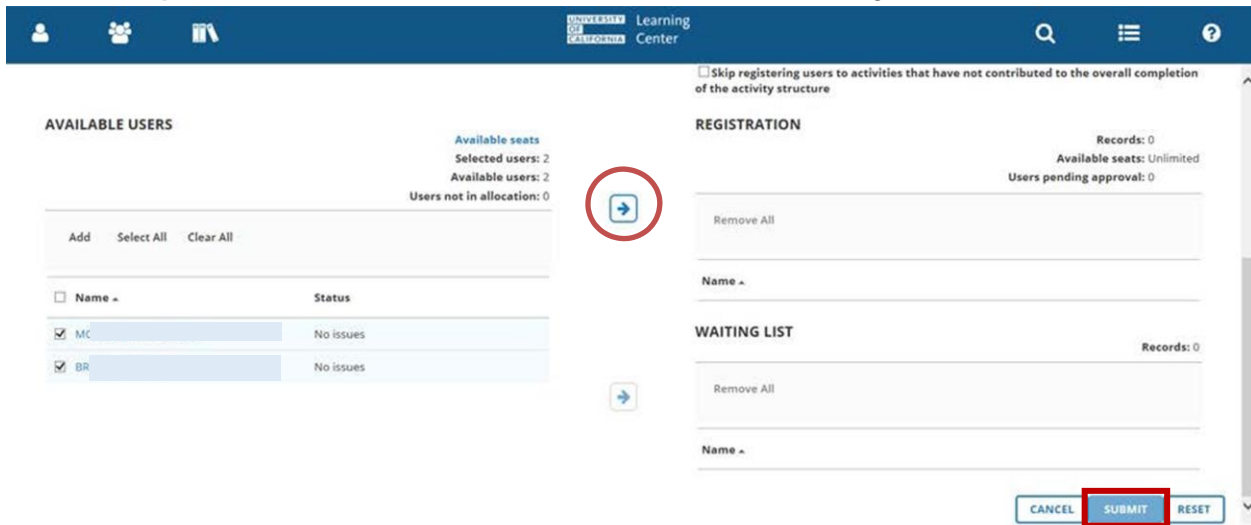 UNIVERSITY
OF
CALIFORNIA
Learning
Center
Skip registering users to activities that have not contributed to the overall completion
of the activity structure
AVAILABLE USERS
Available seats
Selected users: 2
Available users: 2
Users not in allocation: 0
Add Select All Clear All
Name Status
MC No issues
BR No issues
REGISTRATION
Records: 0
Available seats: Unlimited
Users pending approval: 0
Remove All
Name
WAITING LIST
Records: 0
Remove All
Name
CANCEL SUBMIT RESET